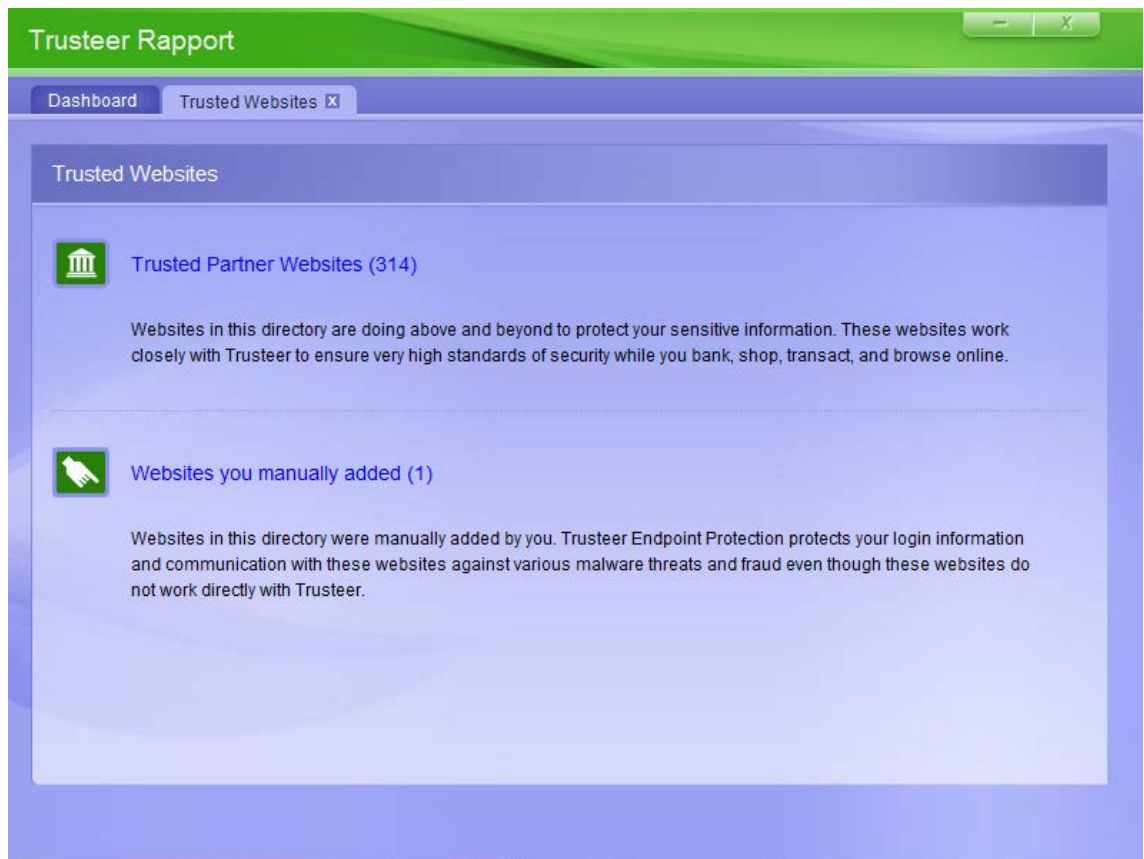 Trusteer Rapport
— X
Dashboard Trusted Websites x
Trusted Websites
Trusted Partner Websites (314)
Websites in this directory are doing above and beyond to protect your sensitive information. These websites work
closely with Trusteer to ensure very high standards of security while you bank, shop, transact, and browse online.
Websites you manually added (1)
Websites in this directory were manually added by you. Trusteer Endpoint Protection protects your login information
and communication with these websites against various malware threats and fraud even though these websites do
not work directly with Trusteer.